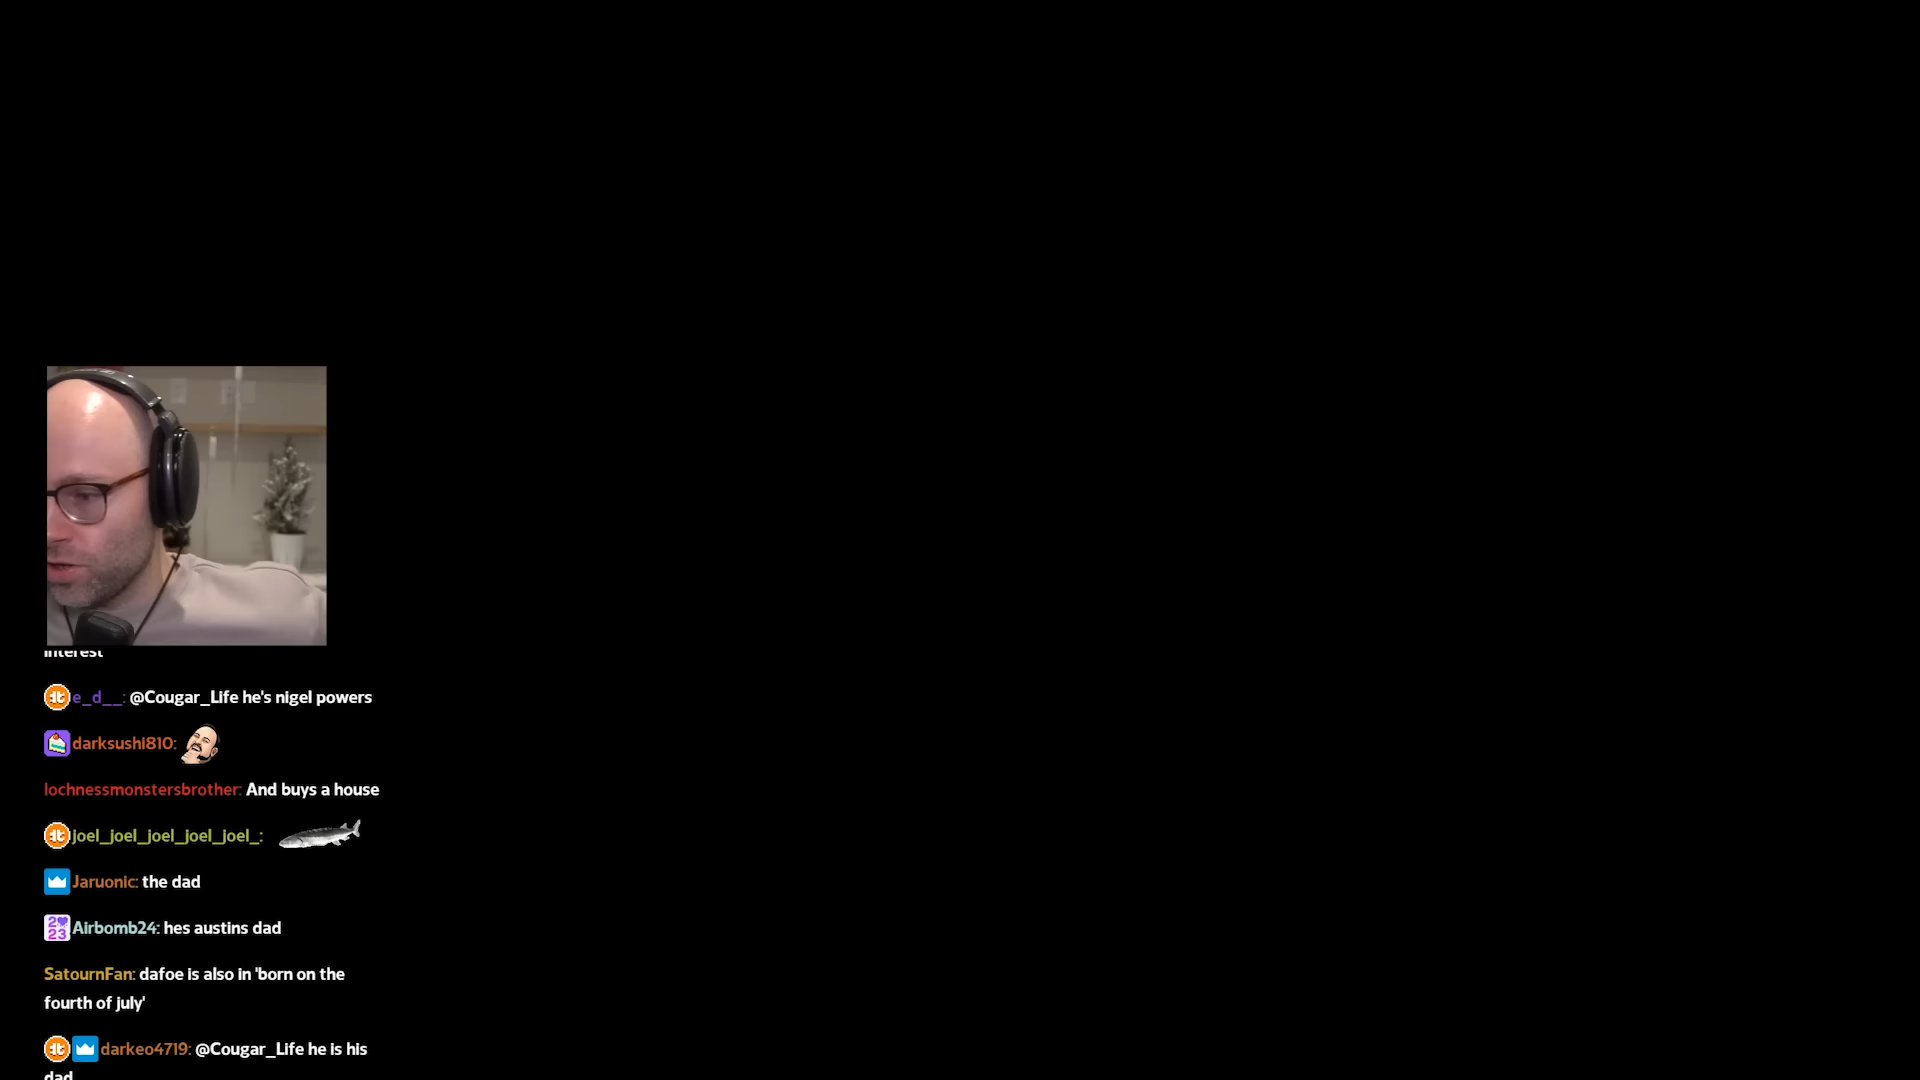 interest
e_d__: @Cougar_Life he's nigel powers
darksushi810:
lochnessmonstersbrother: And buys a house
joel_joel_joel_joel_joel_:
Jaruonic: the dad
2023
Airbomb24: hes austins dad
SatournFan: dafoe is also in 'born on the
fourth of july'
darkeo4719: @Cougar_Life he is his
dad